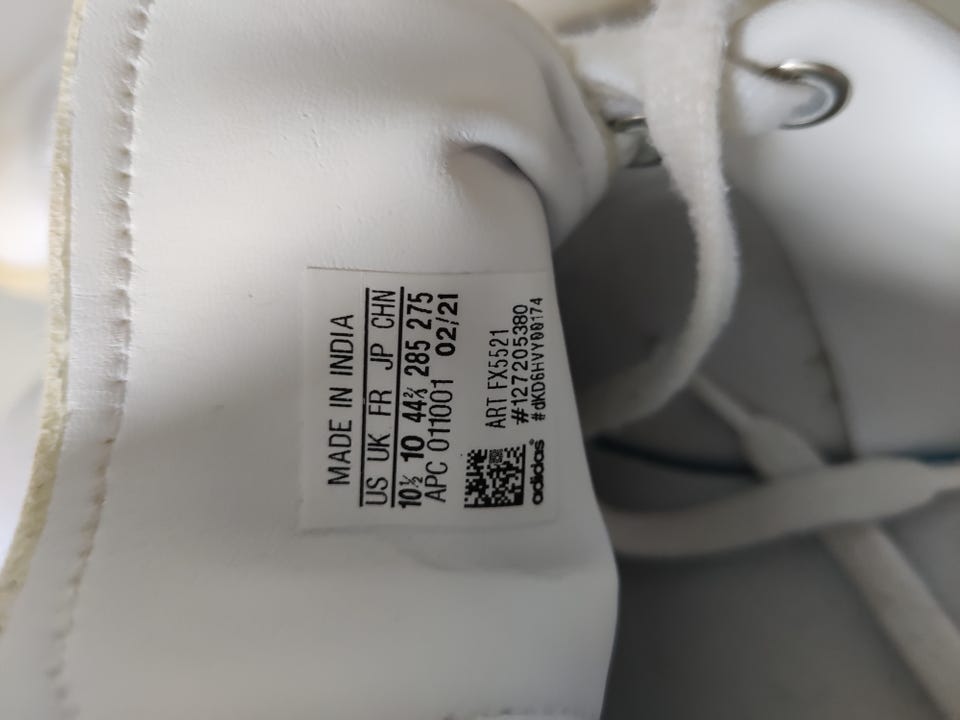 MADE IN INDIA
US UK FR JP CHN
10½ 10 44⅔ 285 275
APC 011001 02/21
ART FX5521
#127205380
adidas® #dKD6HVY00174